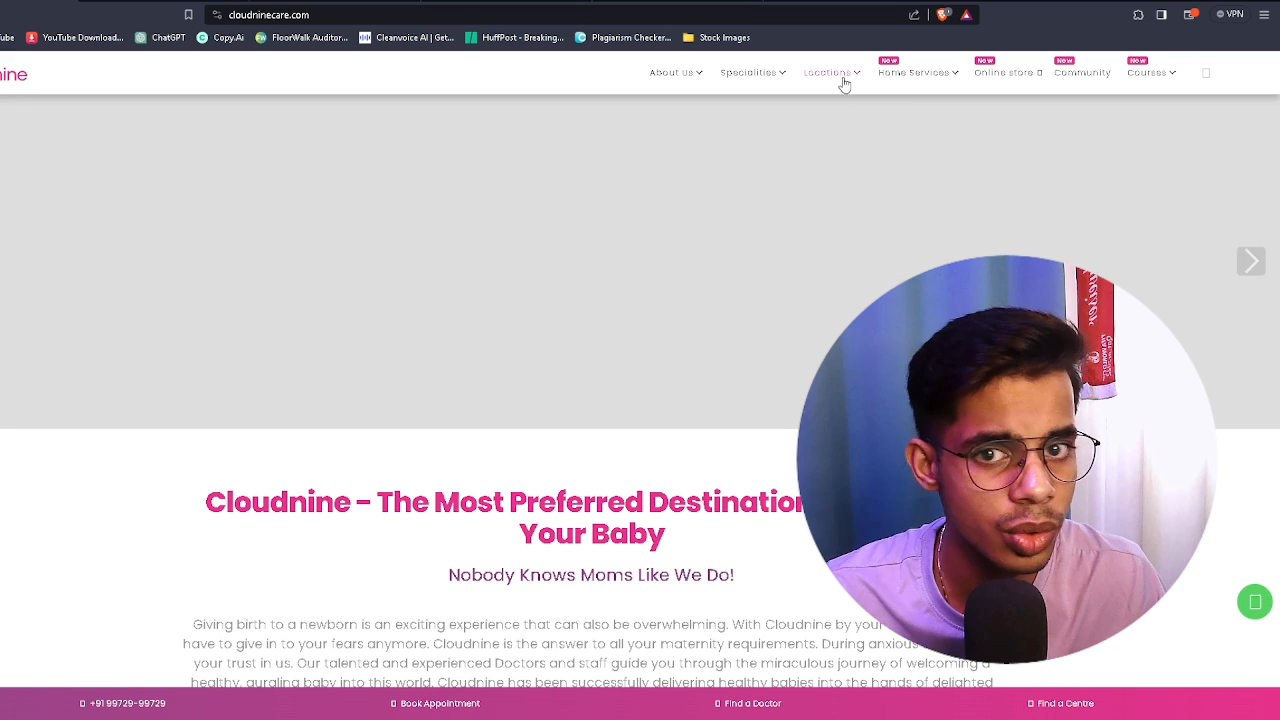 cloudninecare.com
VPN
YouTube Download...
ChatGPT
Copy.Ai
FloorWalk Auditor...
Cleanvoice AI | Get...
HuffPost - Breaking...
Plagiarism Checker...
Stock Images
New
New
New
New
About Us
Specialities
Locations
Home Services
Online store
Community
Courses
Cloudnine - The Most Preferred Destination
Your Baby
Nobody Knows Moms Like We Do!
Giving birth to a newborn is an exciting experience that can also be overwhelming. With Cloudnine by your
have to give in to your fears anymore. Cloudnine is the answer to all your maternity requirements. During anxious
your trust in us. Our talented and experienced Doctors and staff guide you through the miraculous journey of welcoming a
healthy, gurgling baby into this world. Cloudnine has been successfully delivering healthy babies into the hands of delighted
+91 99729-99729
Book Appointment
Find a Doctor
Find a Centre